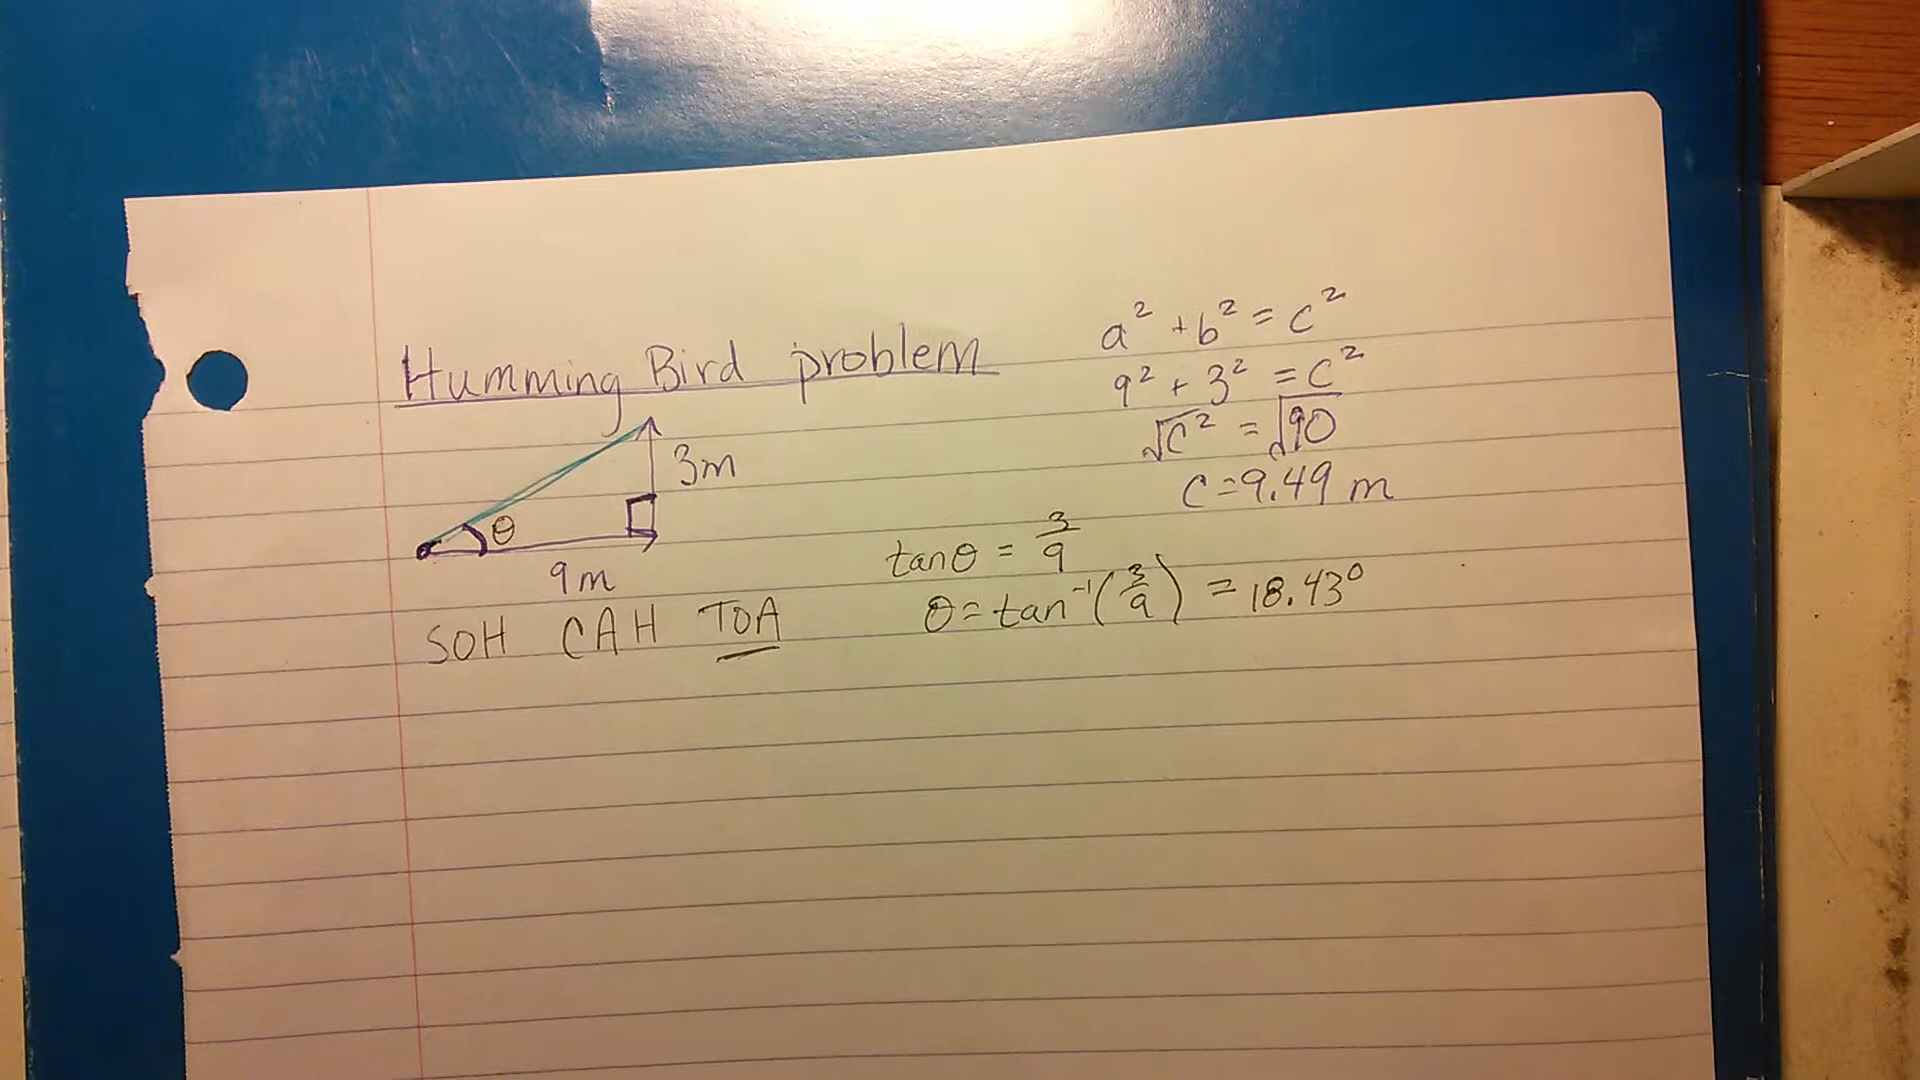 Humming Bird problem
3m
θ
9m
SOH CAH TOA
a² + b² = c²
9² + 3² = c²
√c² = √90
c = 9.49 m
tanθ = 3/9
θ = tan⁻¹(3/9) = 18.43°